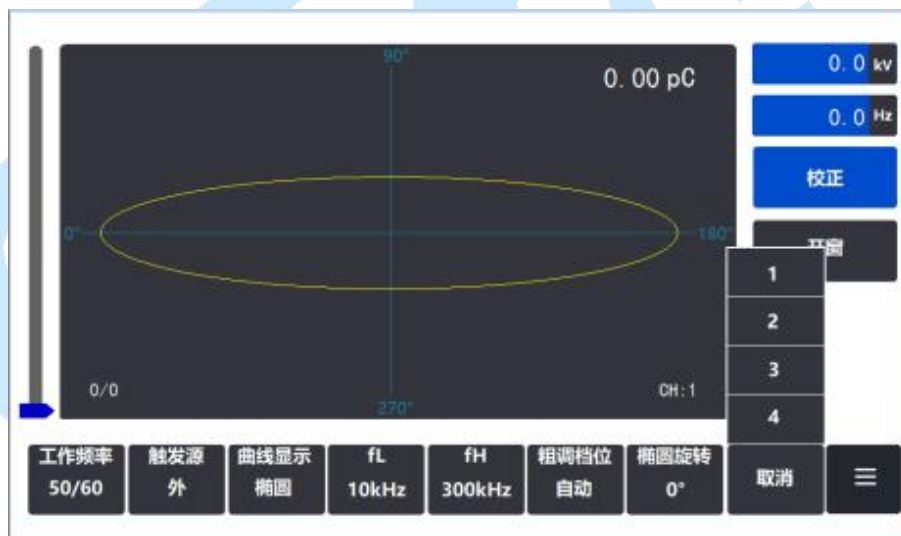 90°
0.00 pC
0.0 kV
0.0 Hz
校正
0°
180°
开窗
1
2
3
4
0/0
CH:1
270°
工作频率
50/60
触发源
外
曲线显示
椭圆
fL
10kHz
fH
300kHz
粗调档位
自动
椭圆旋转
0°
取消